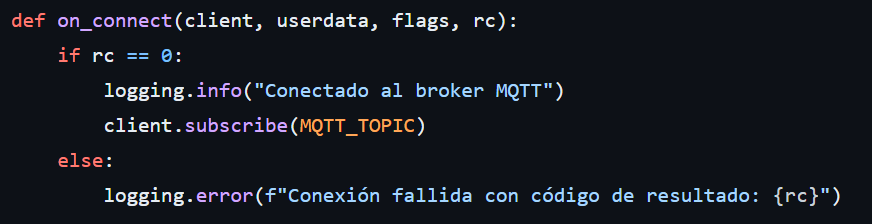 def on_connect(client, userdata, flags, rc):
    if rc == 0:
        logging.info("Conectado al broker MQTT")
        client.subscribe(MQTT_TOPIC)
    else:
        logging.error(f"Conexión fallida con código de resultado: {rc}")